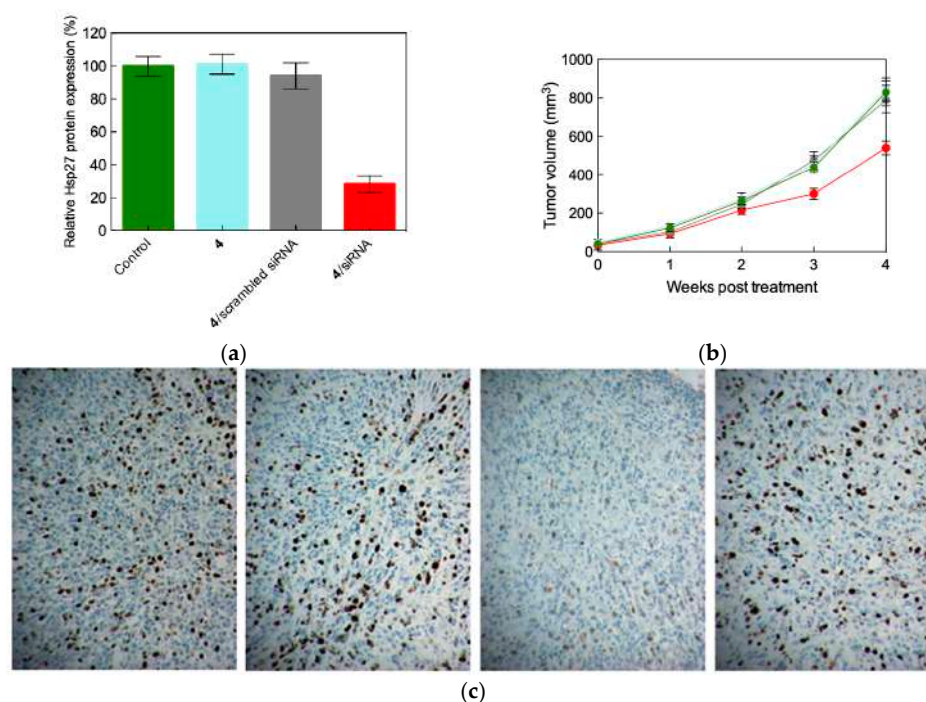 Relative Hsp27 protein expression (%)
120
100
80
60
40
20
0
Control
4
4/scrambled siRNA
4/siRNA
(a)
Tumor volume (mm³)
1000
800
600
400
200
0
0 1 2 3 4
Weeks post treatment
(b)
(c)